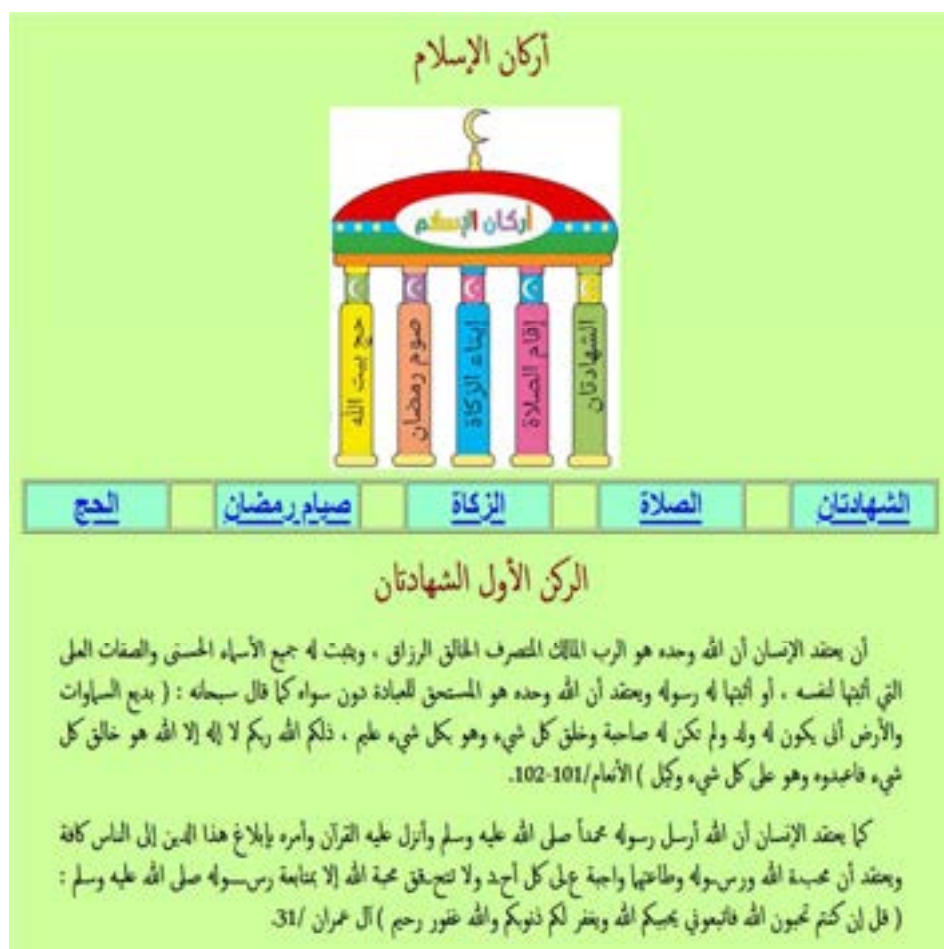 أركان الإسلام
أركان الإسلام
الشهادتان
إقام الصلاة
إيتاء الزكاة
صوم رمضان
حج بيت الله
الشهادتان الصلاة الزكاة صيام رمضان الحج
الركن الأول الشهادتان
أن يعتقد الإنسان أن الله وحده هو الرب المالك المتصرف الخالق الرازق ، ويثبت له جميع الأسماء الحسنى والصفات العلى
التي أثبتها لنفسه ، أو أثبتها له رسوله ويعتقد أن الله وحده هو المستحق للعبادة دون سواه كما قال سبحانه : ( بديع السماوات
والأرض أنى يكون له ولد ولم تكن له صاحبة وخلق كل شيء وهو بكل شيء عليم ، ذلكم الله ربكم لا إله إلا الله هو خالق كل
شيء فاعبدوه وهو على كل شيء وكيل ) الأنعام/101-102.
كما يعتقد الإنسان أن الله أرسل رسوله محمداً صلى الله عليه وسلم وأنزل عليه القرآن وأمره بإبلاغ هذا الدين إلى الناس كافة
ويعتقد أن محبة الله ورسوله وطاعتها واجبة على كل أحد ولا تتحقق محبة الله إلا بمتابعة رسوله صلى الله عليه وسلم :
( قل إن كنتم تحبون الله فاتبعوني يحببكم الله ويغفر لكم ذنوبكم والله غفور رحيم ) آل عمران /31.